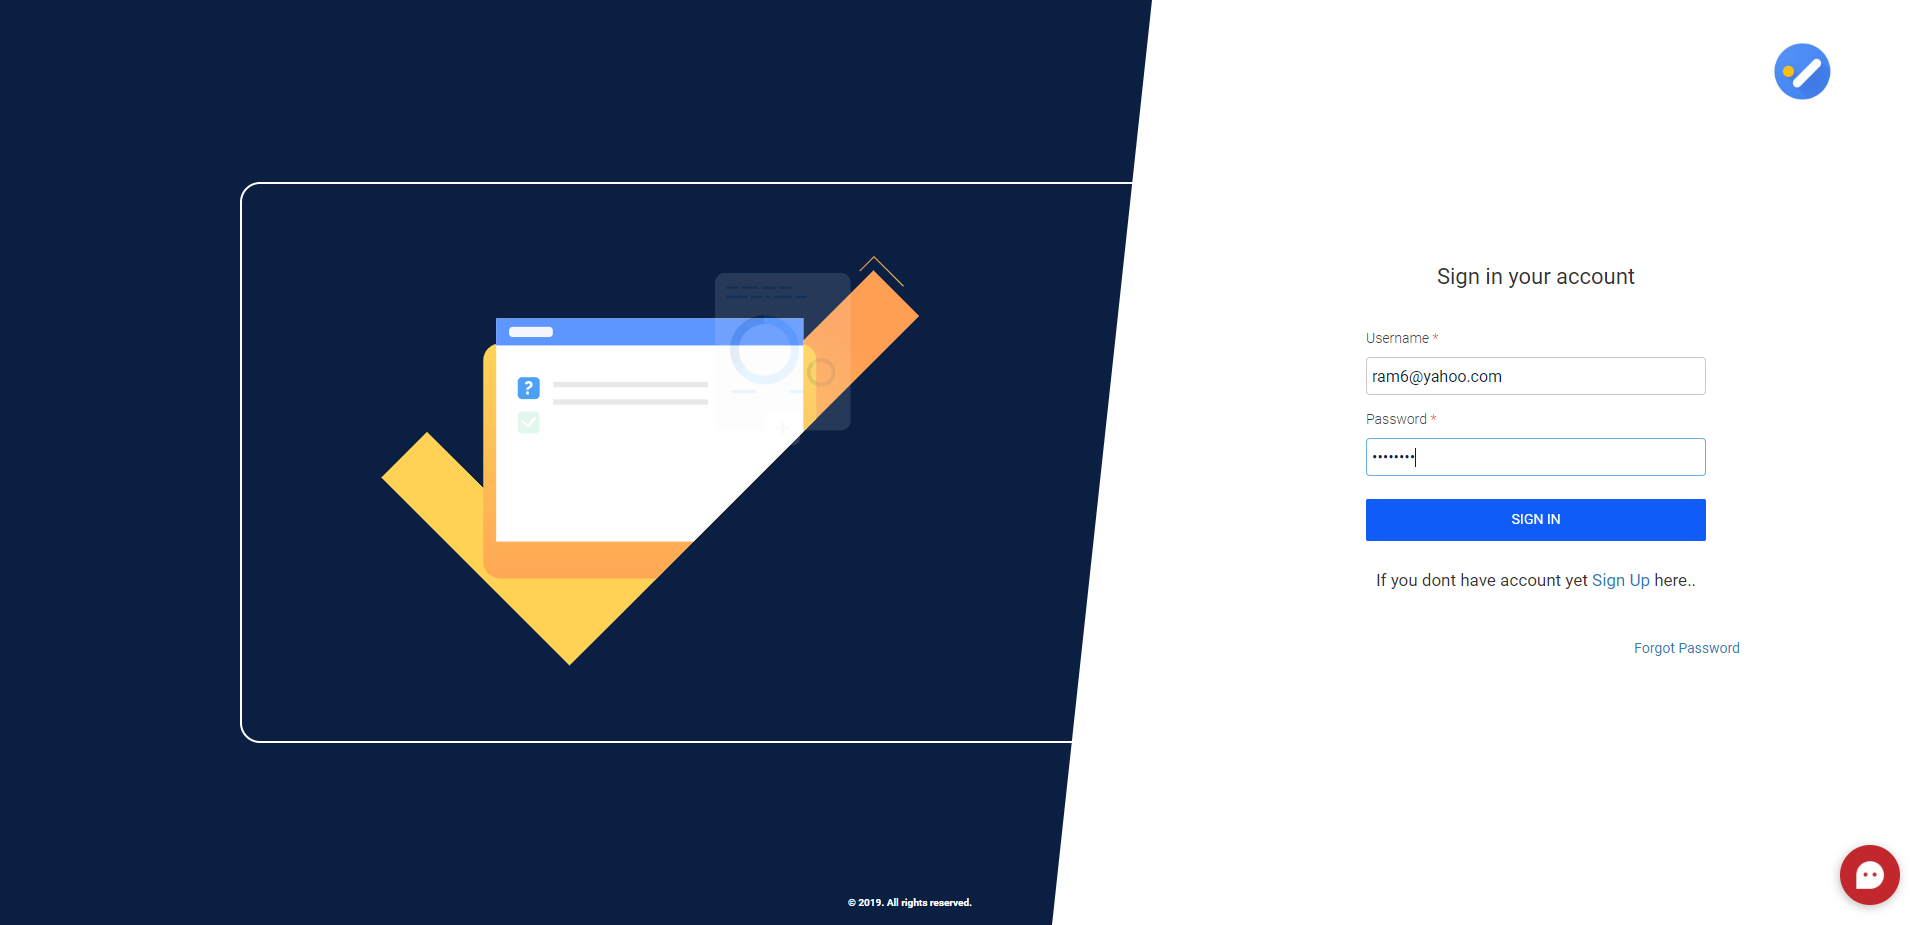 Sign in your account
Username *
ram6@yahoo.com
Password *
••••••••
SIGN IN
If you dont have account yet Sign Up here..
Forgot Password
?
© 2019. All rights reserved.